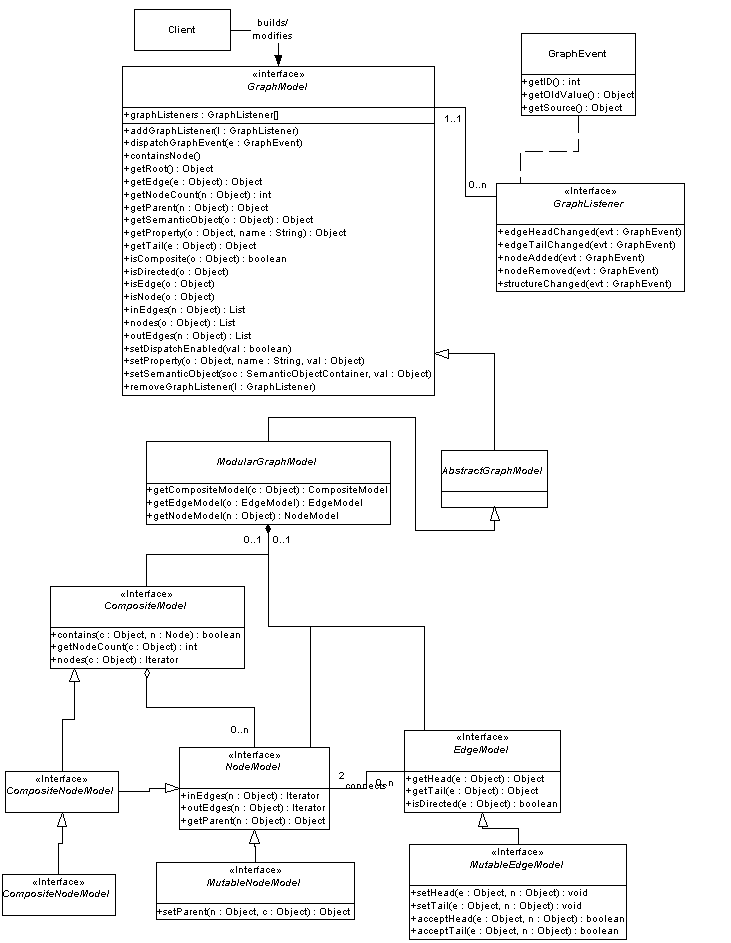 Client
builds/
modifies
«interface»
GraphModel
+graphListeners : GraphListener[]
+addGraphListener(l : GraphListener)
+dispatchGraphEvent(e : GraphEvent)
+containsNode()
+getRoot() : Object
+getEdge(e : Object) : Object
+getNodeCount(n : Object) : int
+getParent(n : Object) : Object
+getSemanticObject(o : Object) : Object
+getProperty(o : Object, name : String) : Object
+getTail(e : Object) : Object
+isComposite(o : Object) : boolean
+isDirected(o : Object)
+isEdge(o : Object)
+isNode(o : Object)
+inEdges(n : Object) : List
+nodes(o : Object) : List
+outEdges(n : Object) : List
+setDispatchEnabled(val : boolean)
+setProperty(o : Object, name : String, val : Object)
+setSemanticObject(soc : SemanticObjectContainer, val : Object)
+removeGraphListener(l : GraphListener)
GraphEvent
+getID() : int
+getOldValue() : Object
+getSource() : Object
1..1
0..n
«Interface»
GraphListener
+edgeHeadChanged(evt : GraphEvent)
+edgeTailChanged(evt : GraphEvent)
+nodeAdded(evt : GraphEvent)
+nodeRemoved(evt : GraphEvent)
+structureChanged(evt : GraphEvent)
ModularGraphModel
+getCompositeModel(c : Object) : CompositeModel
+getEdgeModel(o : EdgeModel) : EdgeModel
+getNodeModel(n : Object) : NodeModel
AbstractGraphModel
0..1 0..1
«Interface»
CompositeModel
+contains(c : Object, n : Node) : boolean
+getNodeCount(c : Object) : int
+nodes(c : Object) : Iterator
0..n
«Interface»
NodeModel
+inEdges(n : Object) : Iterator
+outEdges(n : Object) : Iterator
+getParent(n : Object) : Object
2
connects
0..n
«Interface»
EdgeModel
+getHead(e : Object) : Object
+getTail(e : Object) : Object
+isDirected(e : Object) : boolean
«Interface»
CompositeNodeModel
«Interface»
CompositeNodeModel
«Interface»
MutableNodeModel
+setParent(n : Object, c : Object) : Object
«Interface»
MutableEdgeModel
+setHead(e : Object, n : Object) : void
+setTail(e : Object, n : Object) : void
+acceptHead(e : Object, n : Object) : boolean
+acceptTail(e : Object, n : Object) : boolean